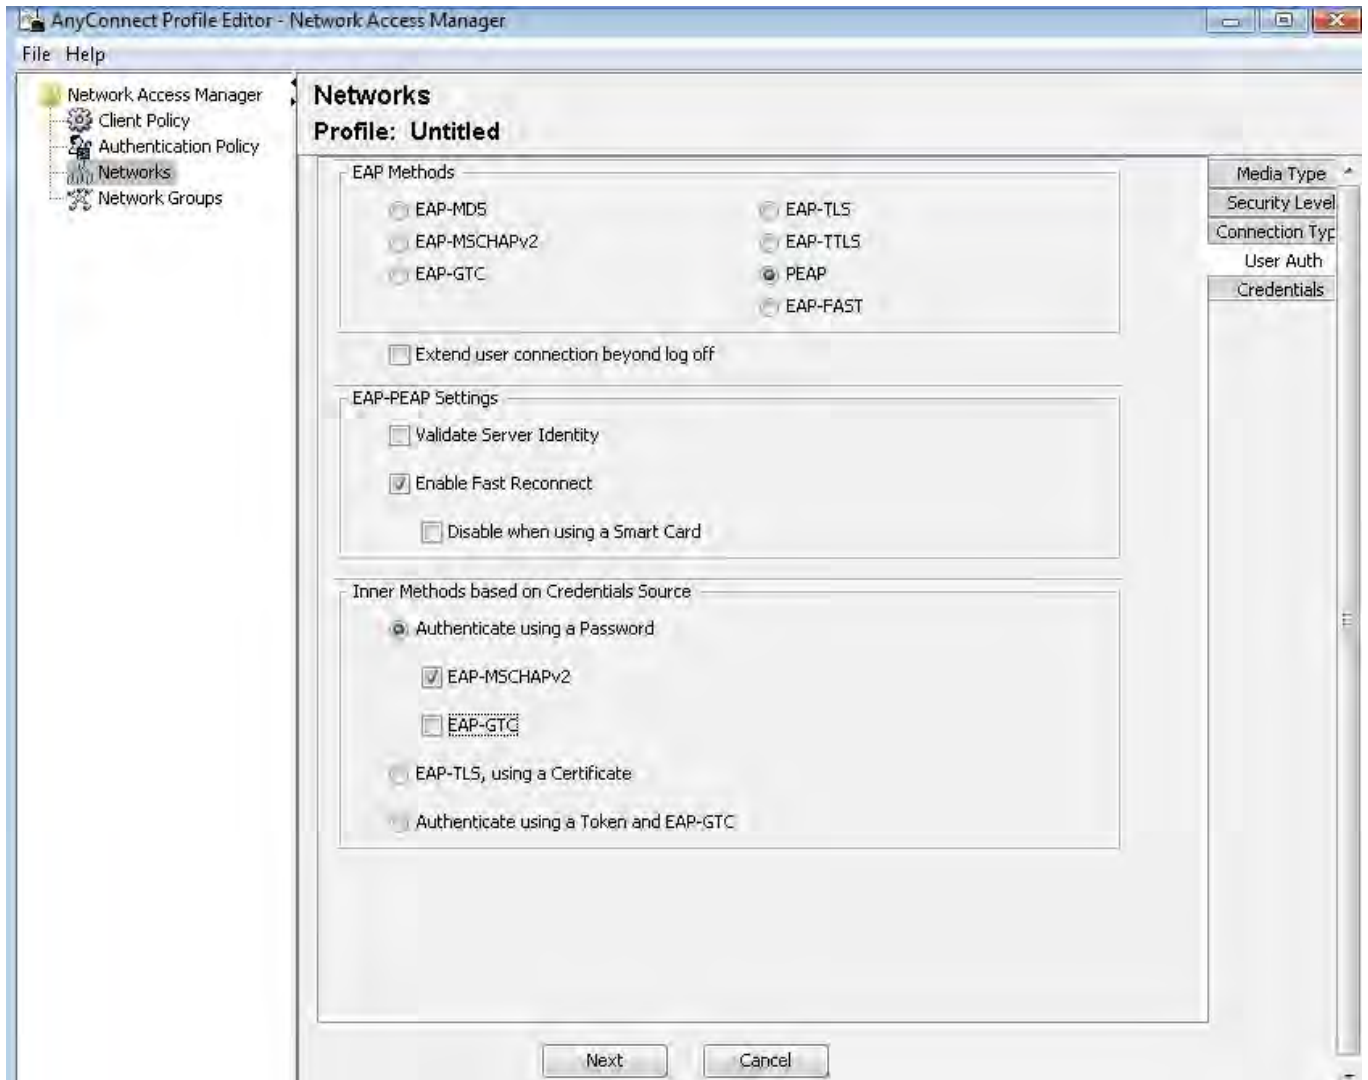 AnyConnect Profile Editor - Network Access Manager
File Help
Network Access Manager
Client Policy
Authentication Policy
Networks
Network Groups
Networks
Profile: Untitled
EAP Methods
EAP-MD5
EAP-TLS
EAP-MSCHAPv2
EAP-TTLS
EAP-GTC
PEAP
EAP-FAST
Extend user connection beyond log off
EAP-PEAP Settings
Validate Server Identity
Enable Fast Reconnect
Disable when using a Smart Card
Inner Methods based on Credentials Source
Authenticate using a Password
EAP-MSCHAPv2
EAP-GTC
EAP-TLS, using a Certificate
Authenticate using a Token and EAP-GTC
Media Type
Security Level
Connection Typ
User Auth
Credentials
Next
Cancel